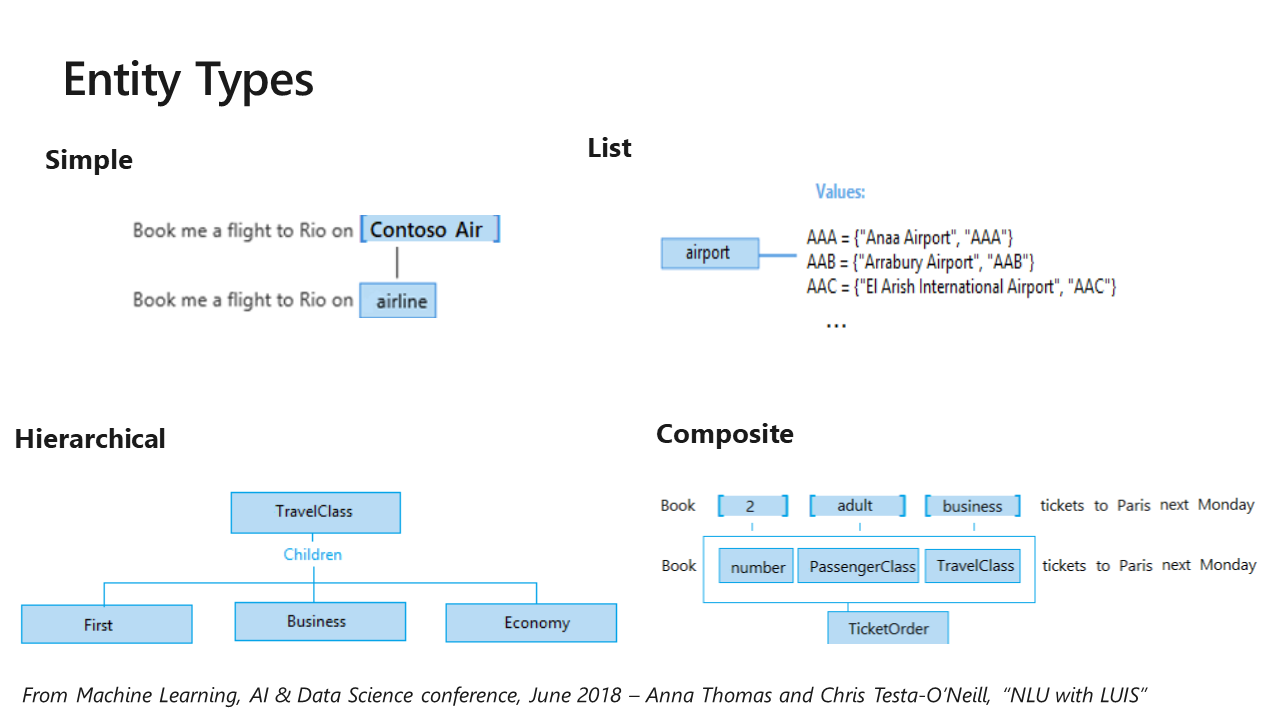 Entity Types
Simple
Book me a flight to Rio on [Contoso Air]
Book me a flight to Rio on airline
List
Values:
airport
AAA = {"Anaa Airport", "AAA"}
AAB = {"Arrabury Airport", "AAB"}
AAC = {"El Arish International Airport", "AAC"}
...
Hierarchical
TravelClass
Children
First Business Economy
Composite
Book [2] [adult] [business] tickets to Paris next Monday
Book number PassengerClass TravelClass tickets to Paris next Monday
TicketOrder
From Machine Learning, AI & Data Science conference, June 2018 – Anna Thomas and Chris Testa-O’Neill, “NLU with LUIS”